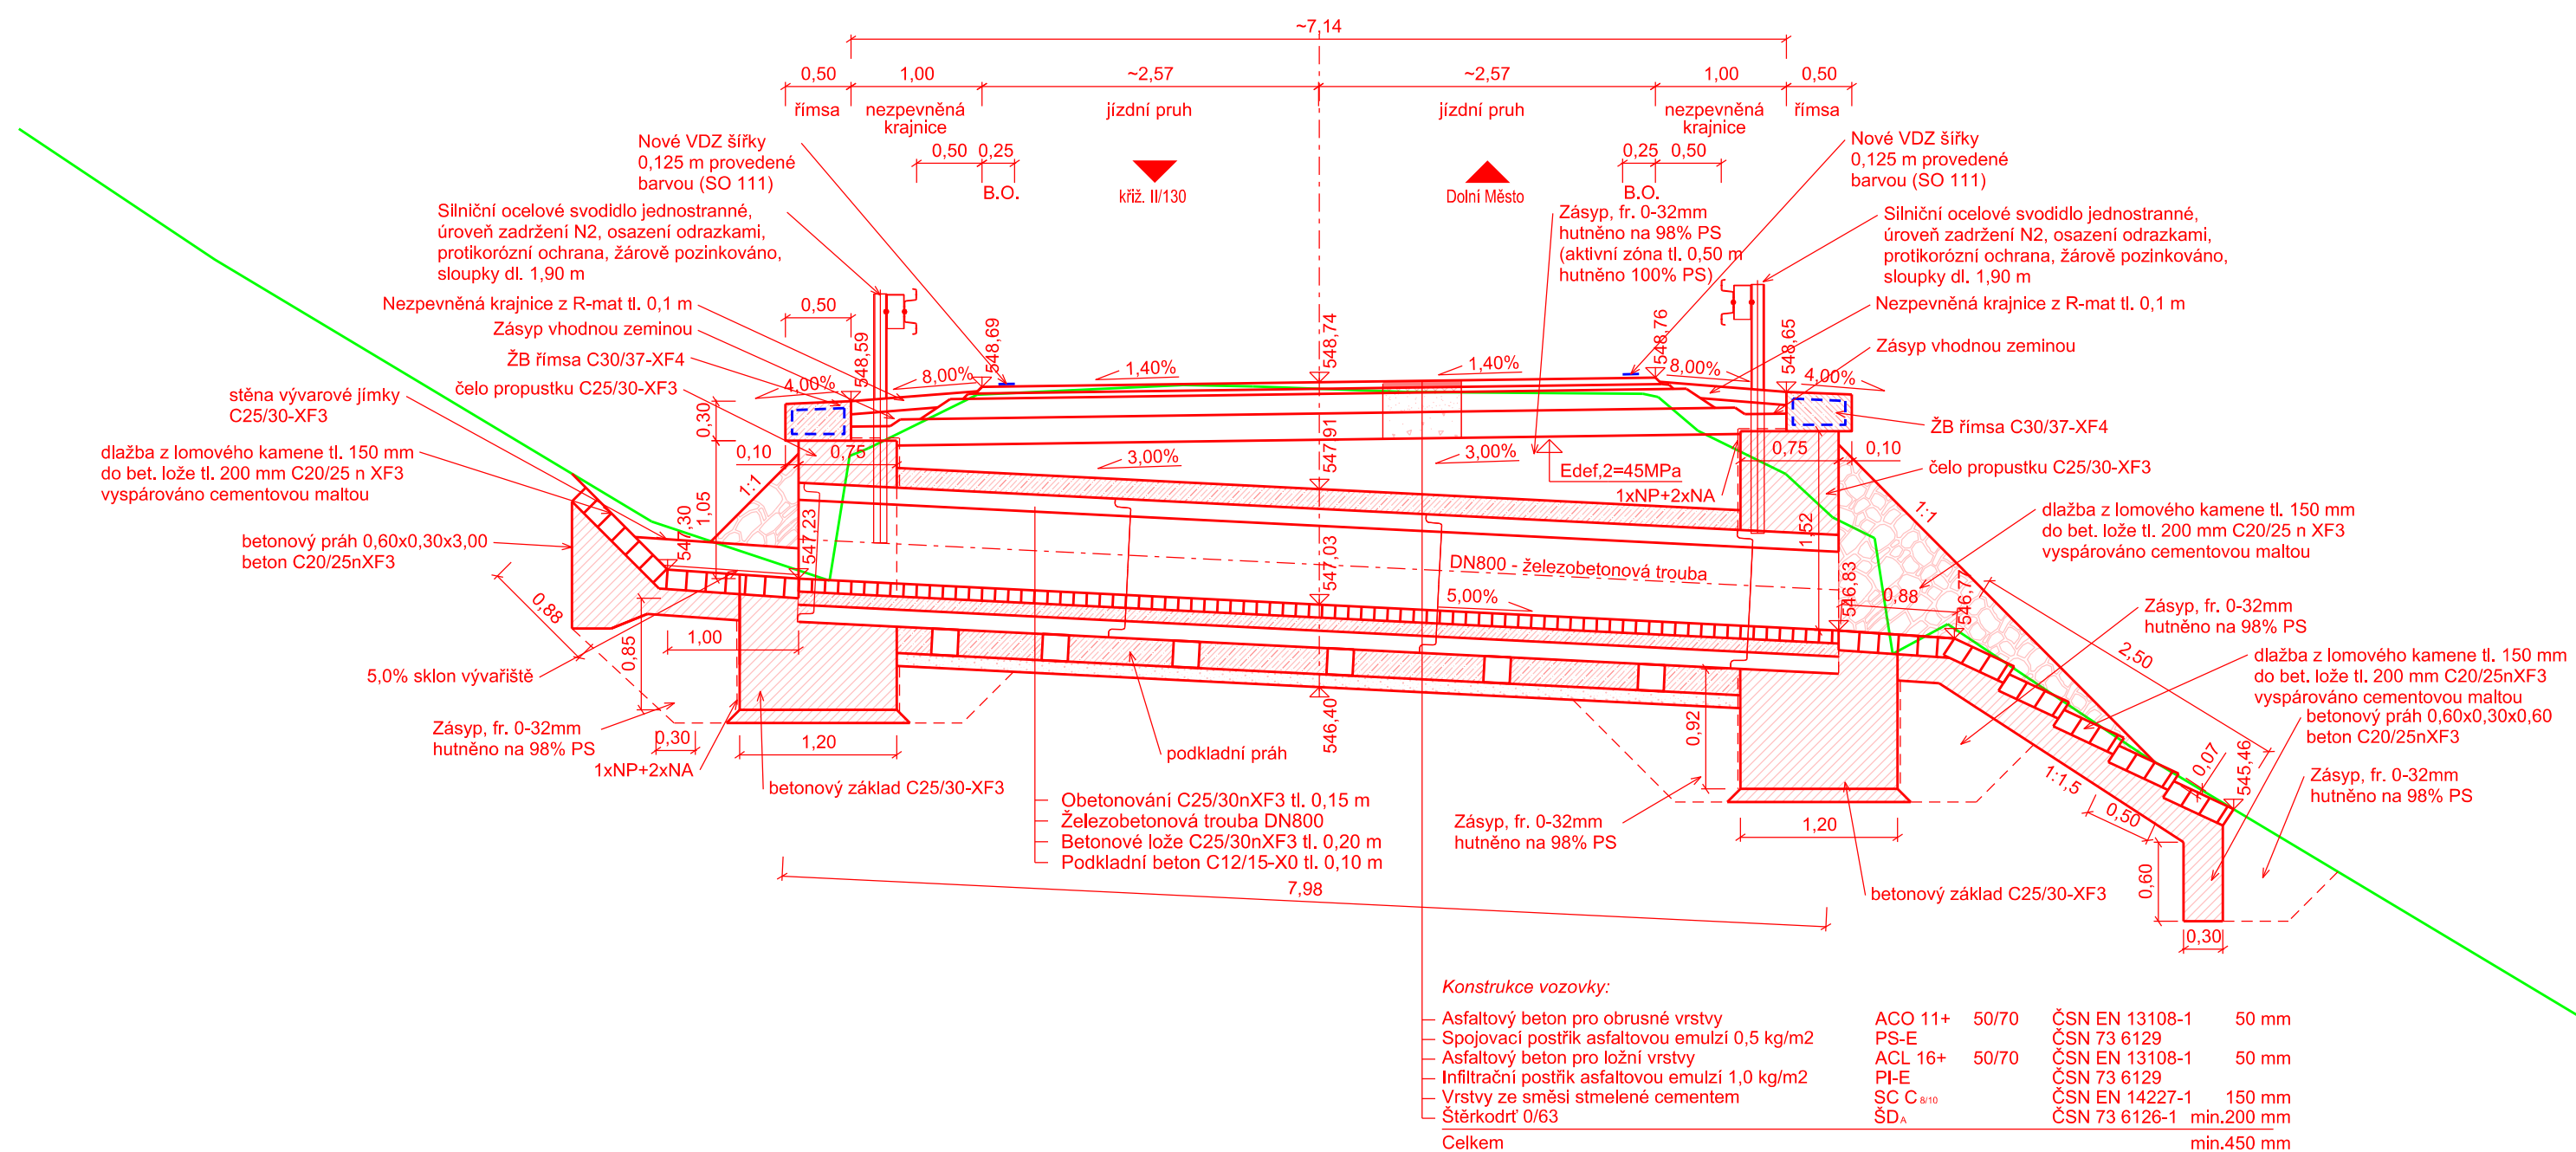 ~7,14
0,50
1,00
~2,57
~2,57
1,00
0,50
římsa
nezpevněná
krajnice
jízdní pruh
jízdní pruh
nezpevněná
krajnice
římsa
0,50
0,25
B.O.
0,25
0,50
B.O.
křiž. II/130
Dolní Město
Nové VDZ šířky
0,125 m provedené
barvou (SO 111)
Nové VDZ šířky
0,125 m provedené
barvou (SO 111)
Silniční ocelové svodidlo jednostranné,
úroveň zadržení N2, osazení odrazkami,
protikorózní ochrana, žárově pozinkováno,
sloupky dl. 1,90 m
Zásyp, fr. 0-32mm
hutněno na 98% PS
(aktivní zóna tl. 0,50 m
hutněno 100% PS)
Silniční ocelové svodidlo jednostranné,
úroveň zadržení N2, osazení odrazkami,
protikorózní ochrana, žárově pozinkováno,
sloupky dl. 1,90 m
Nezpevněná krajnice z R-mat tl. 0,1 m
Zásyp vhodnou zeminou
ŽB římsa C30/37-XF4
čelo propustku C25/30-XF3
0,50
548,59
548,69
548,74
548,76
548,65
Nezpevněná krajnice z R-mat tl. 0,1 m
Zásyp vhodnou zeminou
4,00%
8,00%
1,40%
1,40%
8,00%
4,00%
stěna vývarové jímky
C25/30-XF3
0,30
ŽB římsa C30/37-XF4
čelo propustku C25/30-XF3
dlažba z lomového kamene tl. 150 mm
do bet. lože tl. 200 mm C20/25 n XF3
vyspárováno cementovou maltou
0,10
0,75
3,00%
547,91
3,00%
Edef,2=45MPa
1xNP+2xNA
0,75
0,10
1:1
1,05
547,30
547,23
1,52
1:1
dlažba z lomového kamene tl. 150 mm
do bet. lože tl. 200 mm C20/25 n XF3
vyspárováno cementovou maltou
betonový práh 0,60x0,30x3,00
beton C20/25nXF3
547,03
DN800 - železobetonová trouba
5,00%
546,83
0,88
546,77
0,88
0,85
1,00
5,0% sklon vývařiště
Zásyp, fr. 0-32mm
hutněno na 98% PS
2,50
dlažba z lomového kamene tl. 150 mm
do bet. lože tl. 200 mm C20/25nXF3
vyspárováno cementovou maltou
betonový práh 0,60x0,30x0,60
beton C20/25nXF3
Zásyp, fr. 0-32mm
hutněno na 98% PS
Zásyp, fr. 0-32mm
hutněno na 98% PS
0,30
1,20
1xNP+2xNA
betonový základ C25/30-XF3
546,40
podkladní práh
0,92
1:1,5
0,07
545,46
0,50
0,60
0,30
Obetonování C25/30nXF3 tl. 0,15 m
Železobetonová trouba DN800
Betonové lože C25/30nXF3 tl. 0,20 m
Podkladní beton C12/15-X0 tl. 0,10 m
Zásyp, fr. 0-32mm
hutněno na 98% PS
1,20
7,98
betonový základ C25/30-XF3
Konstrukce vozovky:
Asfaltový beton pro obrusné vrstvy ACO 11+ 50/70 ČSN EN 13108-1 50 mm
Spojovací postřik asfaltovou emulzí 0,5 kg/m2 PS-E ČSN 73 6129
Asfaltový beton pro ložní vrstvy ACL 16+ 50/70 ČSN EN 13108-1 50 mm
Infiltrační postřik asfaltovou emulzí 1,0 kg/m2 PI-E ČSN 73 6129
Vrstvy ze směsi stmelené cementem SC C 8/10 ČSN EN 14227-1 150 mm
Štěrkodrť 0/63 ŠDA ČSN 73 6126-1 min.200 mm
Celkem min.450 mm